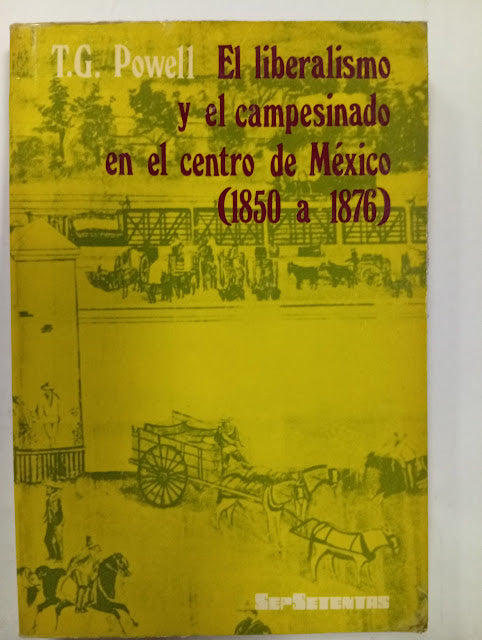 T.G. Powell El liberalismo
y el campesinado
en el centro de México
(1850 a 1876)
SEPSETENTAS